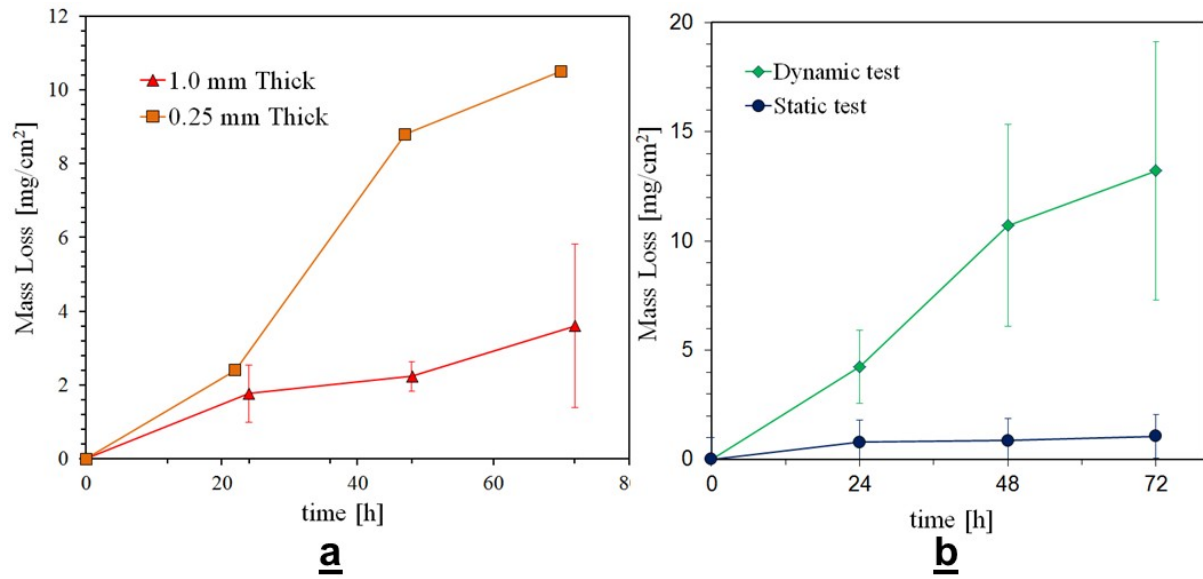 12
10
8
6
4
2
0
Mass Loss [mg/cm²]
1.0 mm Thick
0.25 mm Thick
0 20 40 60 8
time [h]
a
20
15
10
5
0
Mass Loss [mg/cm²]
Dynamic test
Static test
0 24 48 72
time [h]
b